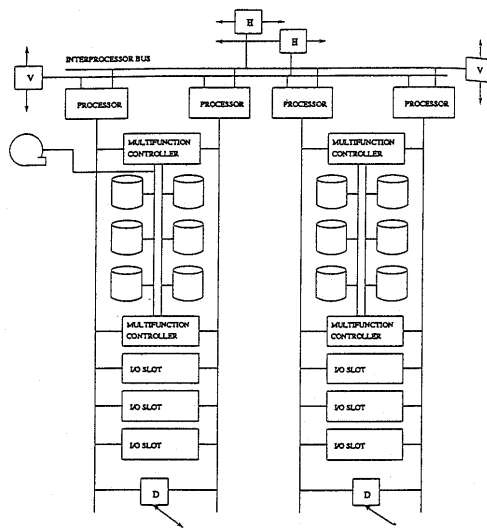 H
H
INTERPROCESSOR BUS
V
V
PROCESSOR
PROCESSOR
PROCESSOR
PROCESSOR
MULTIFUNCTION
CONTROLLER
MULTIFUNCTION
CONTROLLER
MULTIFUNCTION
CONTROLLER
MULTIFUNCTION
CONTROLLER
I/O SLOT
I/O SLOT
I/O SLOT
I/O SLOT
I/O SLOT
I/O SLOT
D
D